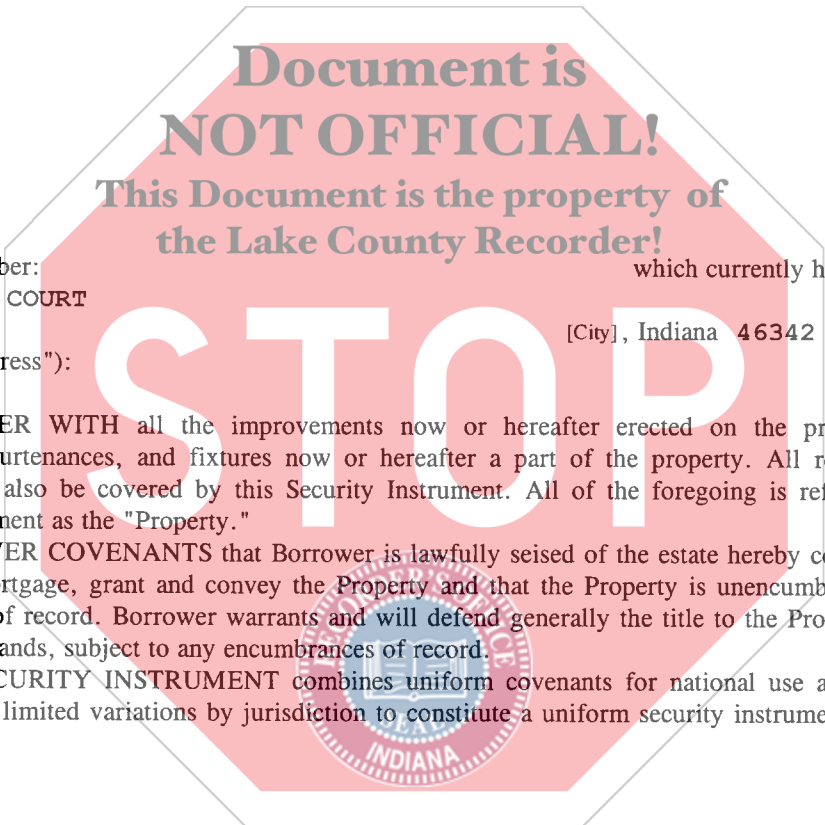 Document is
NOT OFFICIAL!
This Document is the property of
the Lake County Recorder!
ber: which currently h
COURT
[City], Indiana 46342
ress"):
STOP
ER WITH all the improvements now or hereafter erected on the pr
urtenances, and fixtures now or hereafter a part of the property. All r
also be covered by this Security Instrument. All of the foregoing is ref
ment as the "Property."
ER COVENANTS that Borrower is lawfully seised of the estate hereby c
rtgage, grant and convey the Property and that the Property is unencumb
of record. Borrower warrants and will defend generally the title to the Pro
ands, subject to any encumbrances of record.
CURITY INSTRUMENT combines uniform covenants for national use a
limited variations by jurisdiction to constitute a uniform security instrume
RECORDER'S OFFICE
SEAL
INDIANA